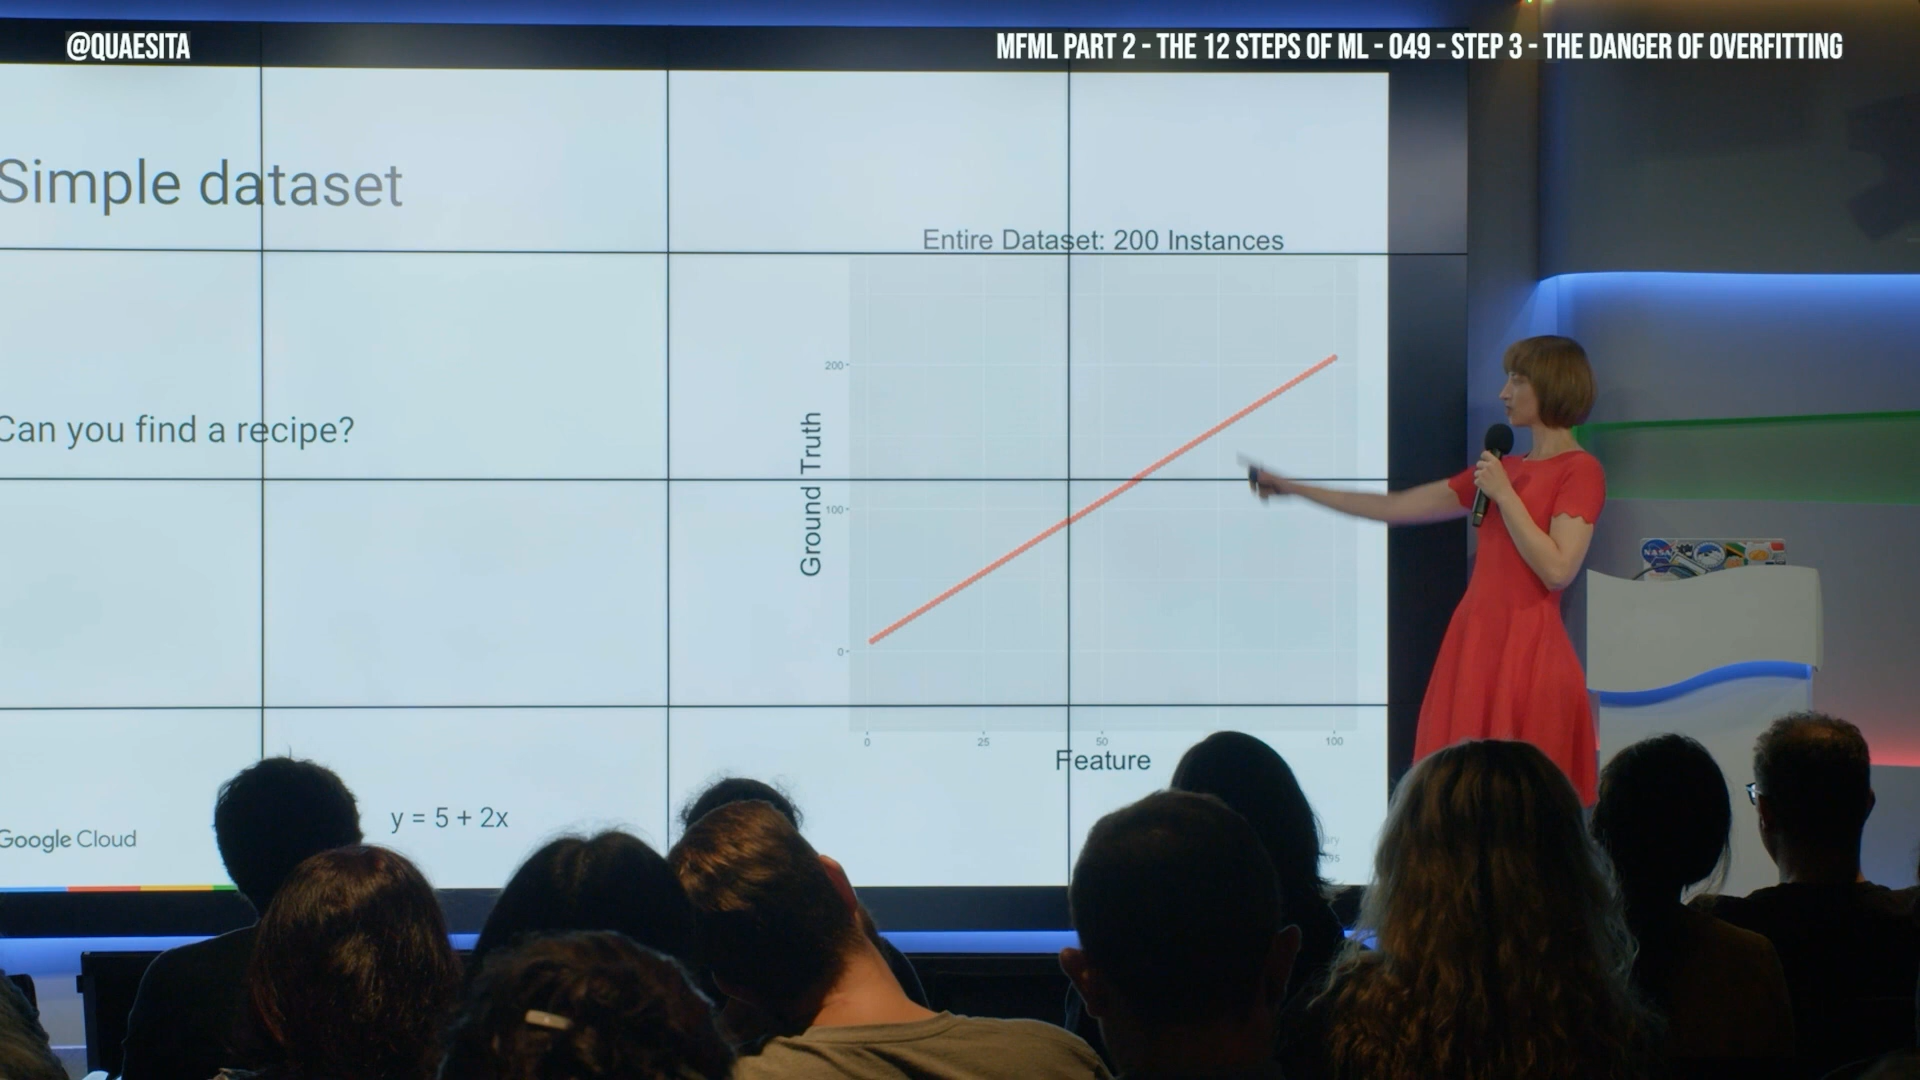 @QUAESITA
MFML PART 2 - THE 12 STEPS OF ML - 049 - STEP 3 - THE DANGER OF OVERFITTING
Simple dataset
Entire Dataset: 200 Instances
Can you find a recipe?
200
Ground Truth
100
0
0 25 50 100
Feature
y = 5 + 2x
Google Cloud
NASA